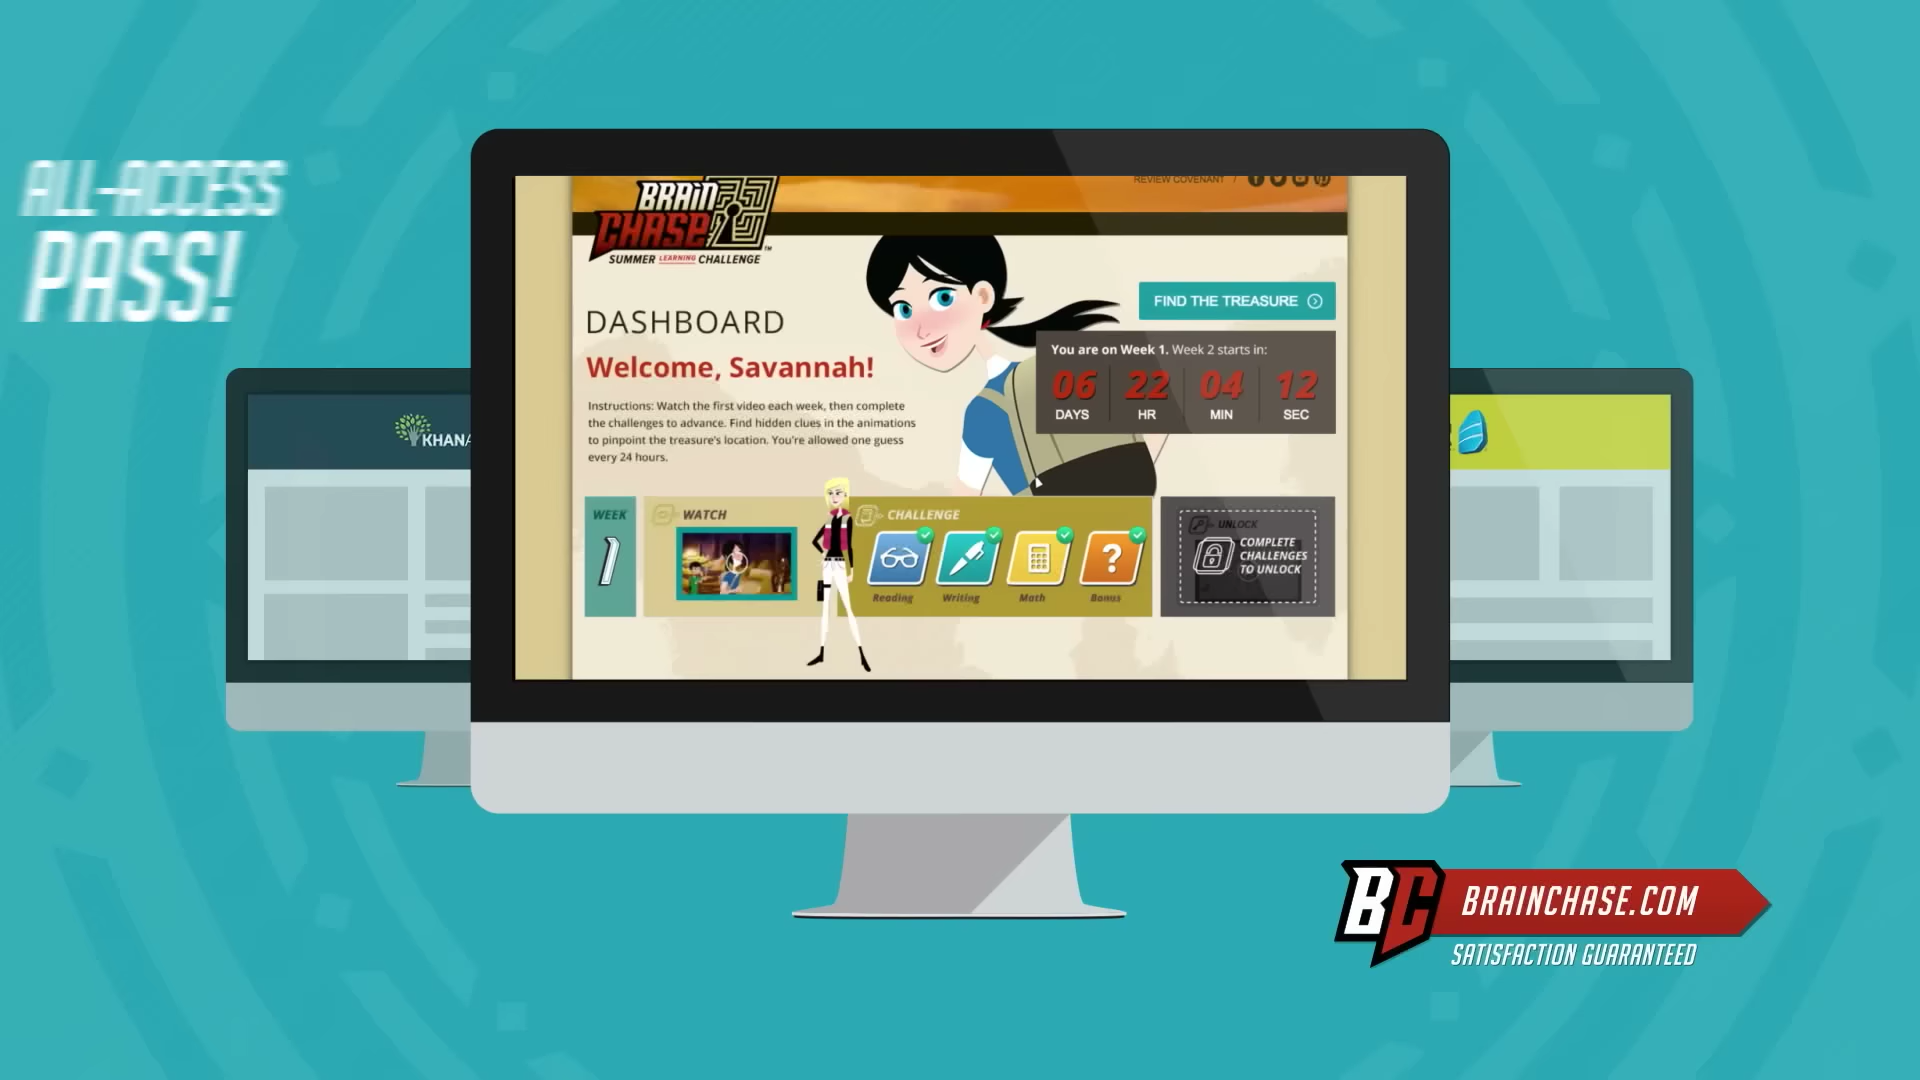 ALL-ACCESS
PASS!
REVIEW COVENANT /
BRAIN
CHASE
TM
SUMMER LEARNING CHALLENGE
FIND THE TREASURE
DASHBOARD
Welcome, Savannah!
You are on Week 1. Week 2 starts in:
06 22 04 12
DAYS HR MIN SEC
Instructions: Watch the first video each week, then complete
the challenges to advance. Find hidden clues in the animations
to pinpoint the treasure's location. You're allowed one guess
every 24 hours.
KHANA
WEEK
1
WATCH
CHALLENGE
?
Reading Writing Math Bonus
UNLOCK
COMPLETE
CHALLENGES
TO UNLOCK
BC BRAINCHASE.COM
SATISFACTION GUARANTEED